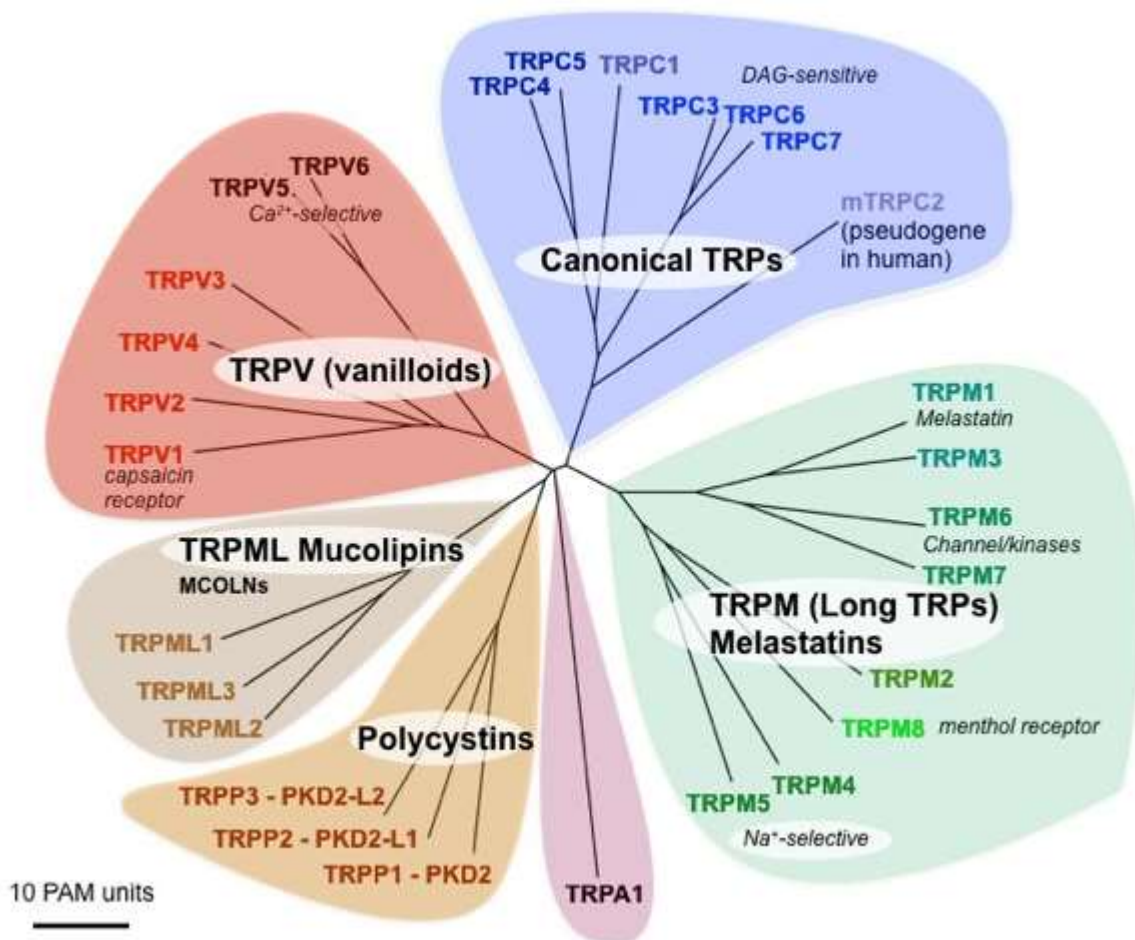 TRPC5
TRPC1
TRPC4
DAG-sensitive
TRPC3
TRPC6
TRPC7
mTRPC2
(pseudogene
in human)
Canonical TRPs
TRPV6
TRPV5.
Ca²⁺-selective
TRPV3
TRPV4
TRPV (vanilloids)
TRPV2
TRPV1
capsaicin
receptor
TRPM1
Melastatin
TRPM3
TRPM6
Channel/kinases
TRPM7
TRPM (Long TRPs)
Melastatins
TRPM2
TRPM8 menthol receptor
TRPM4
TRPM5
Na⁺-selective
TRPML Mucolipins
MCOLNs
TRPML1
TRPML3
TRPML2
Polycystins
TRPP3 - PKD2-L2
TRPP2 - PKD2-L1
TRPP1 - PKD2
TRPA1
10 PAM units